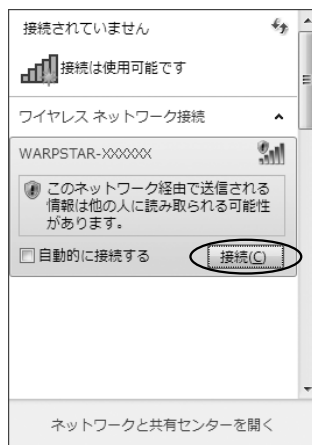 接続されていません
接続は使用可能です
ワイヤレス ネットワーク接続
WARPSTAR-XXXXXX
このネットワーク経由で送信される
情報は他の人に読み取られる可能性
があります。
自動的に接続する
接続(C)
ネットワークと共有センターを開く